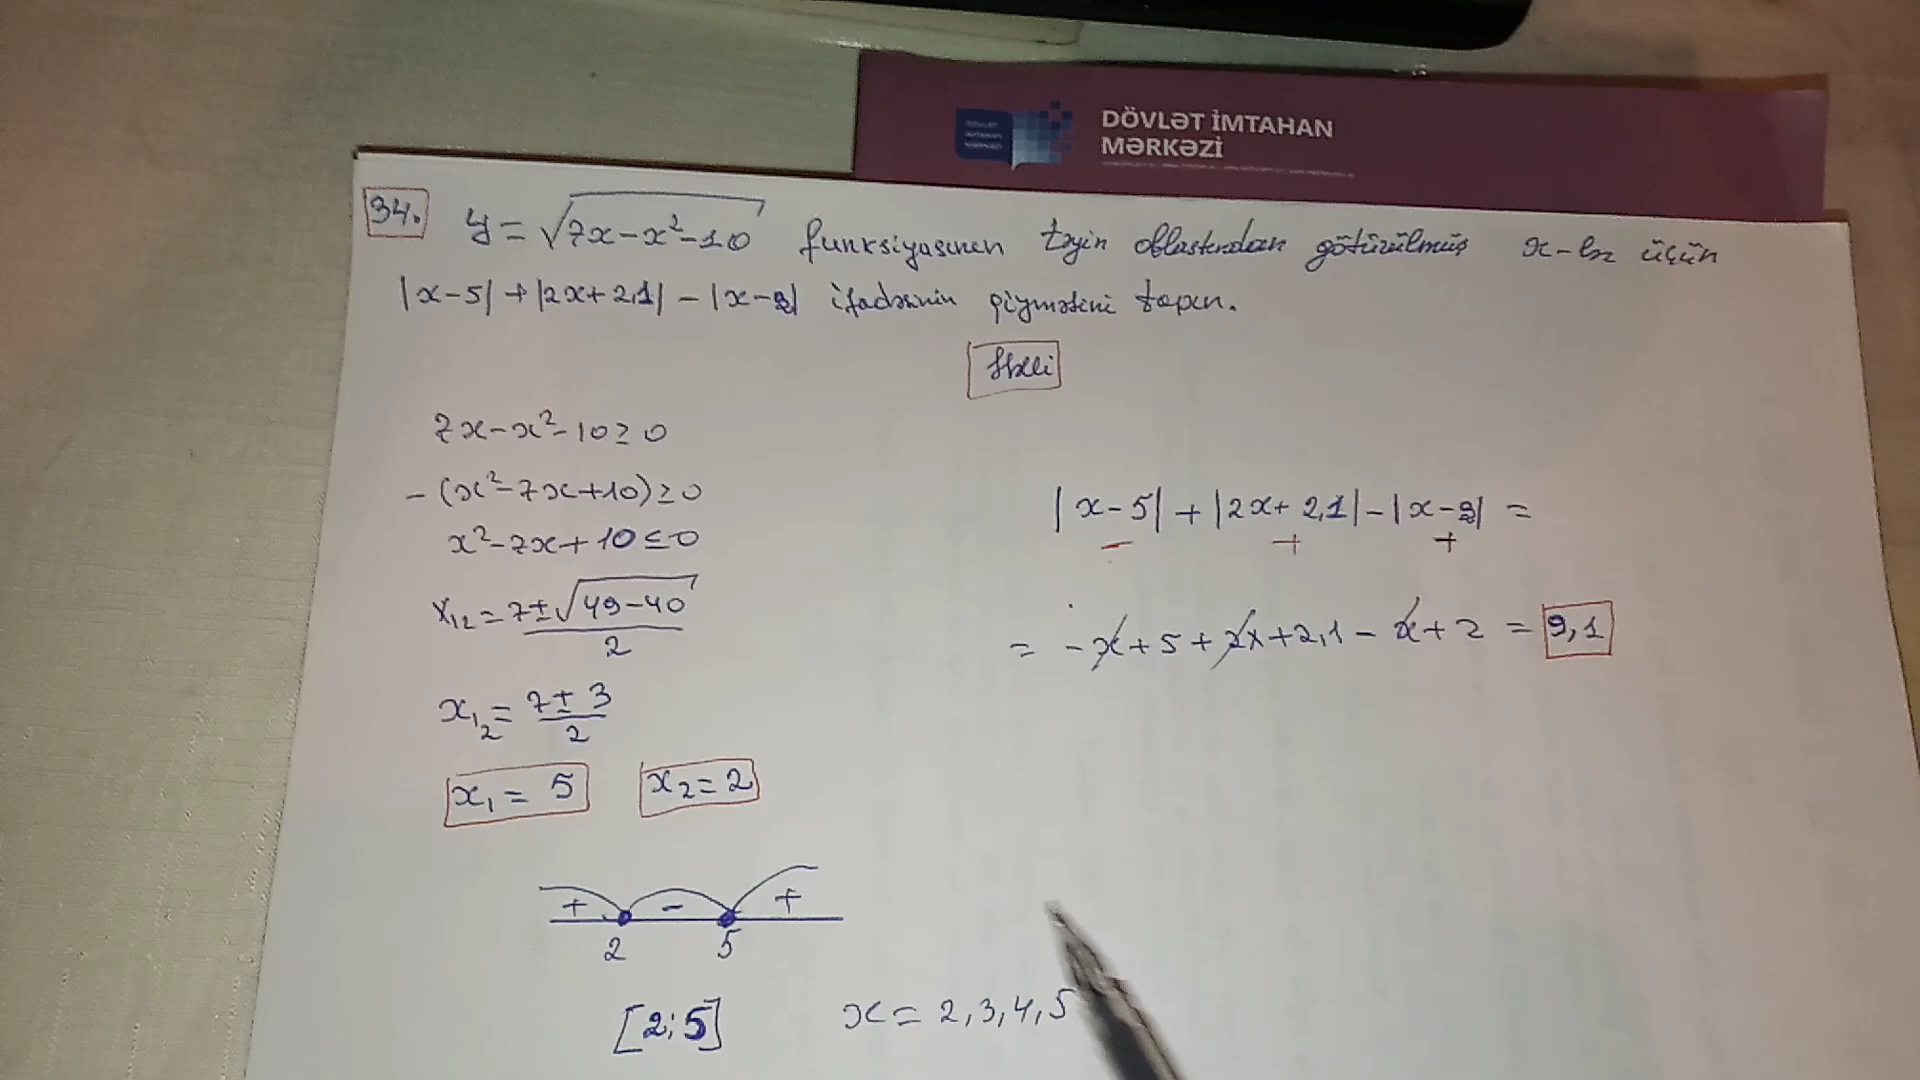 DÖVLƏT İMTAHAN
MƏRKƏZİ
34. y = √7x-x²-10 funksiyasının təyin oblastından götürülmüş x-lər üçün
|x-5| + |2x+2,1| - |x-2| ifadəsinin qiymətini tapın.
Həlli
7x-x²-10≥0
-(x²-7x+10)≥0
x²-7x+10≤0
x₁₂ = 7±√49-40 / 2
x₁₂ = 7±3 / 2
x₁ = 5 x₂ = 2
+ - +
2 5
[2;5] x = 2,3,4,5
|x-5| + |2x+2,1| - |x-2| =
- + +
= -x+5+2x+2,1-x+2 = 9,1